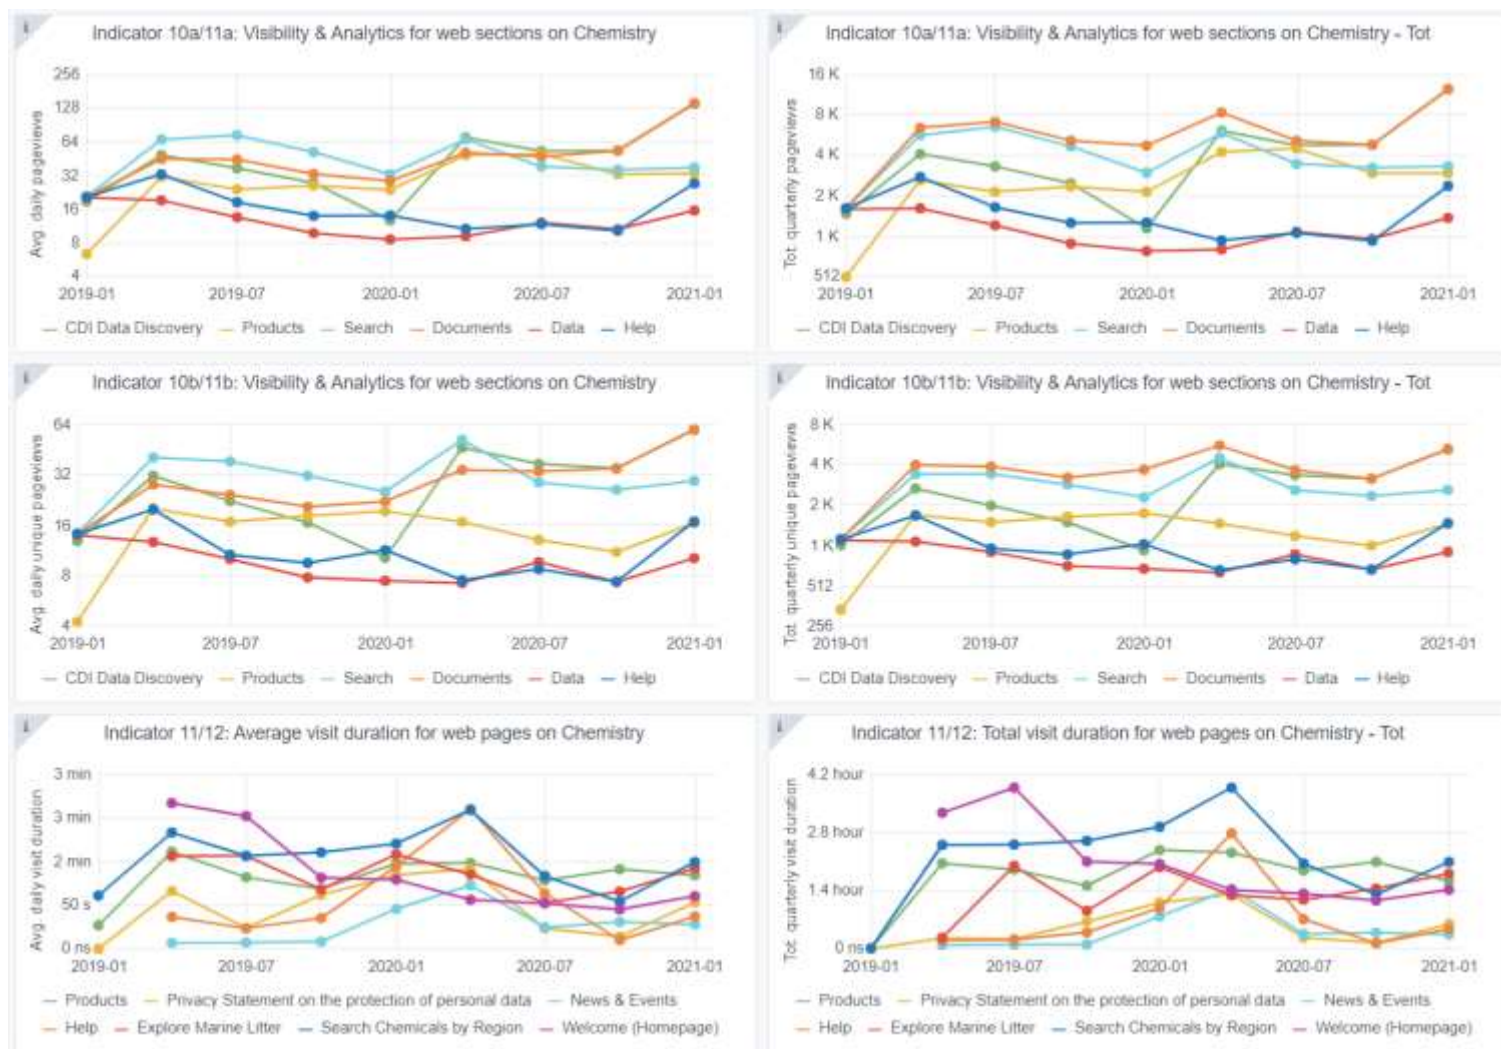 Indicator 10a/11a: Visibility & Analytics for web sections on Chemistry
Avg. daily pageviews
256
128
64
32
16
8
4
2019-01 2019-07 2020-01 2020-07 2021-01
CDI Data Discovery Products Search Documents Data Help
Indicator 10a/11a: Visibility & Analytics for web sections on Chemistry - Tot
Tot. quarterly pageviews
16 K
8 K
4 K
2 K
1 K
512
2019-01 2019-07 2020-01 2020-07 2021-01
CDI Data Discovery Products Search Documents Data Help
Indicator 10b/11b: Visibility & Analytics for web sections on Chemistry
Avg. daily unique pageviews
64
32
16
8
4
2019-01 2019-07 2020-01 2020-07 2021-01
CDI Data Discovery Products Search Documents Data Help
Indicator 10b/11b: Visibility & Analytics for web sections on Chemistry - Tot
Tot. quarterly unique pageviews
8 K
4 K
2 K
1 K
512
256
2019-01 2019-07 2020-01 2020-07 2021-01
CDI Data Discovery Products Search Documents Data Help
Indicator 11/12: Average visit duration for web pages on Chemistry
Avg. daily visit duration
3 min
3 min
2 min
50 s
0 ns
2019-01 2019-07 2020-01 2020-07 2021-01
Products Privacy Statement on the protection of personal data News & Events
Help Explore Marine Litter Search Chemicals by Region Welcome (Homepage)
Indicator 11/12: Total visit duration for web pages on Chemistry - Tot
Tot. quarterly visit duration
4.2 hour
2.8 hour
1.4 hour
0 ns
2019-01 2019-07 2020-01 2020-07 2021-01
Products Privacy Statement on the protection of personal data News & Events
Help Explore Marine Litter Search Chemicals by Region Welcome (Homepage)